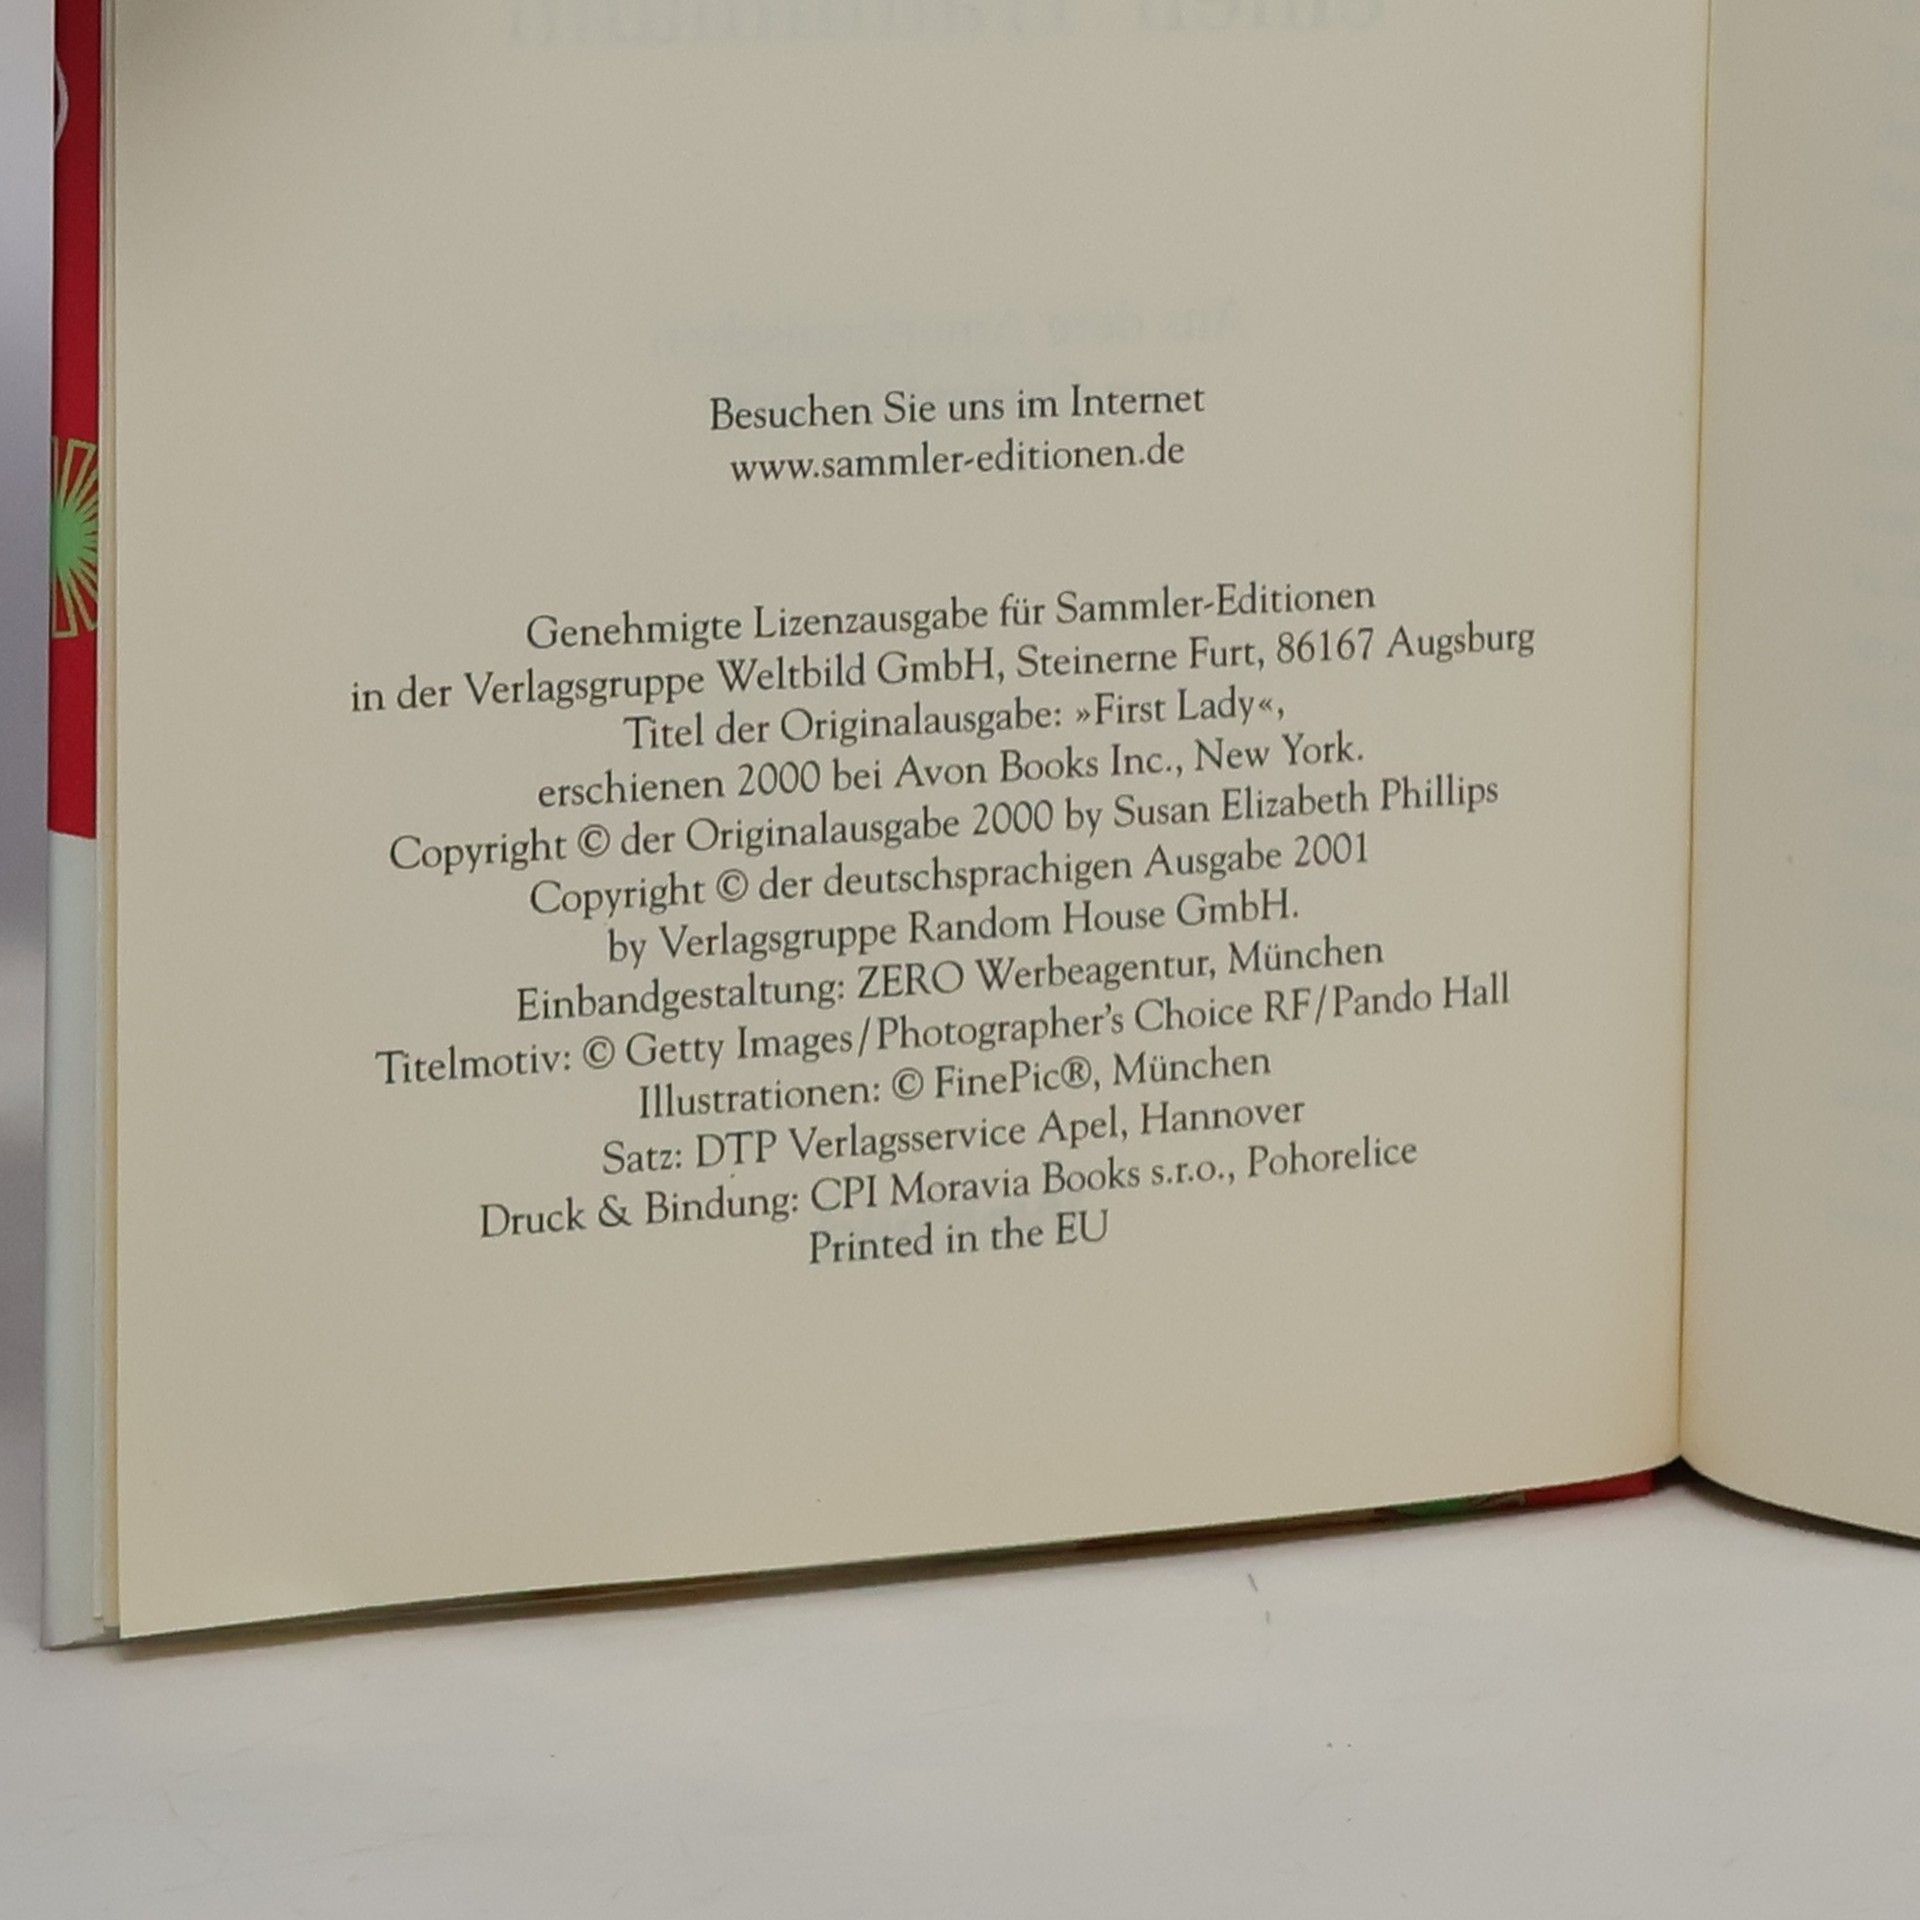 Besuchen Sie uns im Internet
www.sammler-editionen.de
Genehmigte Lizenzausgabe für Sammler-Editionen
in der Verlagsgruppe Weltbild GmbH, Steinerne Furt, 86167 Augsburg
Titel der Originalausgabe: »First Lady«,
erschienen 2000 bei Avon Books Inc., New York.
Copyright © der Originalausgabe 2000 by Susan Elizabeth Phillips
Copyright © der deutschsprachigen Ausgabe 2001
by Verlagsgruppe Random House GmbH.
Einbandgestaltung: ZERO Werbeagentur, München
Titelmotiv: © Getty Images/Photographer's Choice RF/Pando Hall
Illustrationen: © FinePic®, München
Satz: DTP Verlagsservice Apel, Hannover
Druck & Bindung: CPI Moravia Books s.r.o., Pohorelice
Printed in the EU